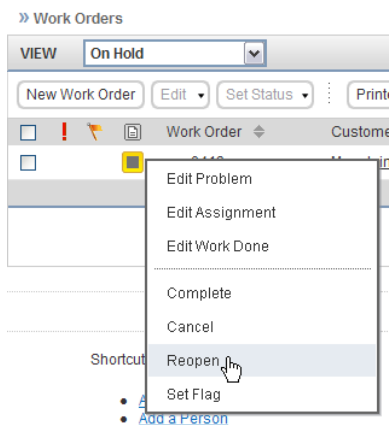 » Work Orders
VIEW On Hold
New Work Order Edit Set Status
Work Order
Edit Problem
Edit Assignment
Edit Work Done
Complete
Cancel
Reopen
Set Flag
Add a Person